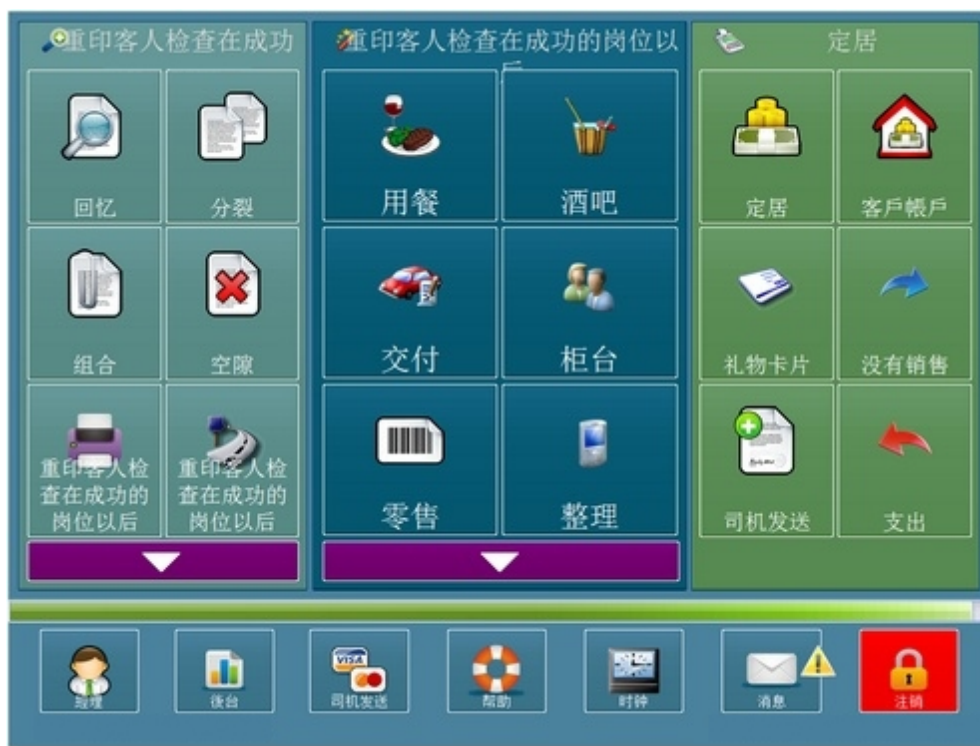 重印客人检查在成功
回忆
分裂
组合
空隙
重印客人检
查在成功的
岗位以后
重印客人检
查在成功的
岗位以后
重印客人检查在成功的岗位以
后
用餐
酒吧
交付
柜台
零售
整理
定居
定居
客戶帳戶
礼物卡片
没有销售
司机发送
支出
经理
後台
VISA
司机发送
帮助
时钟
消息
注销